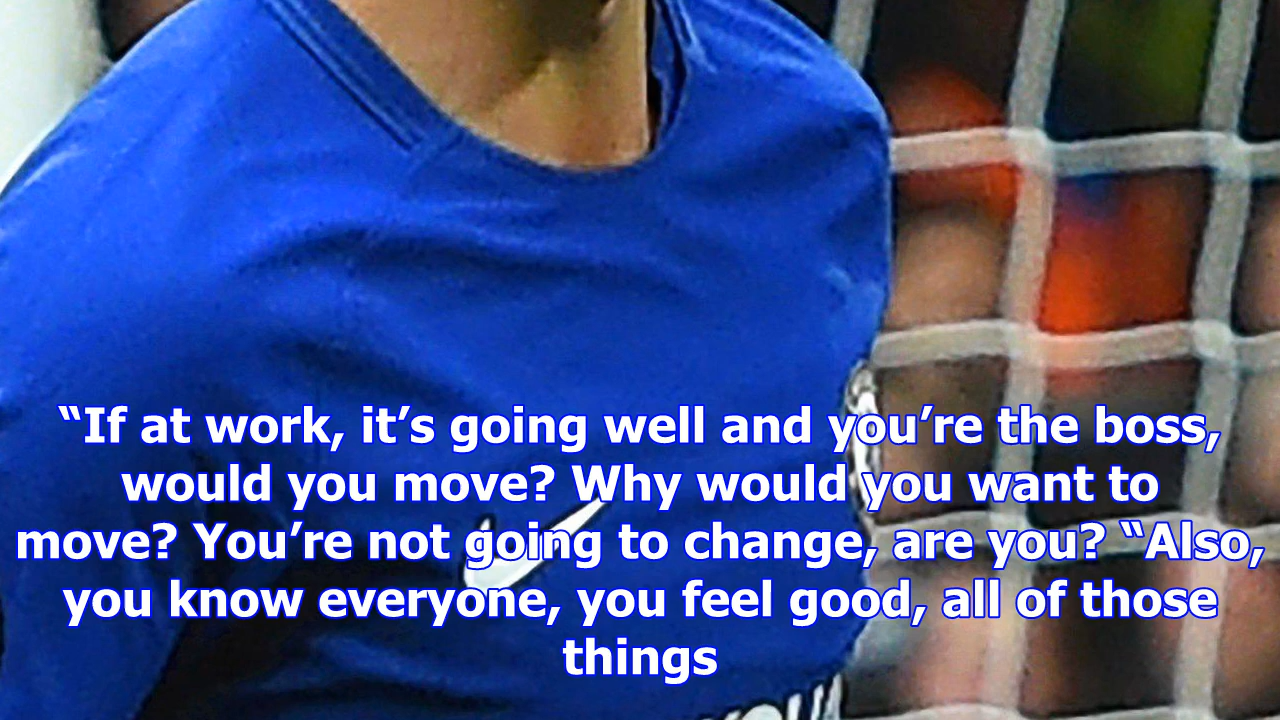 “If at work, it’s going well and you’re the boss,
would you move? Why would you want to
move? You’re not going to change, are you? “Also,
you know everyone, you feel good, all of those
things